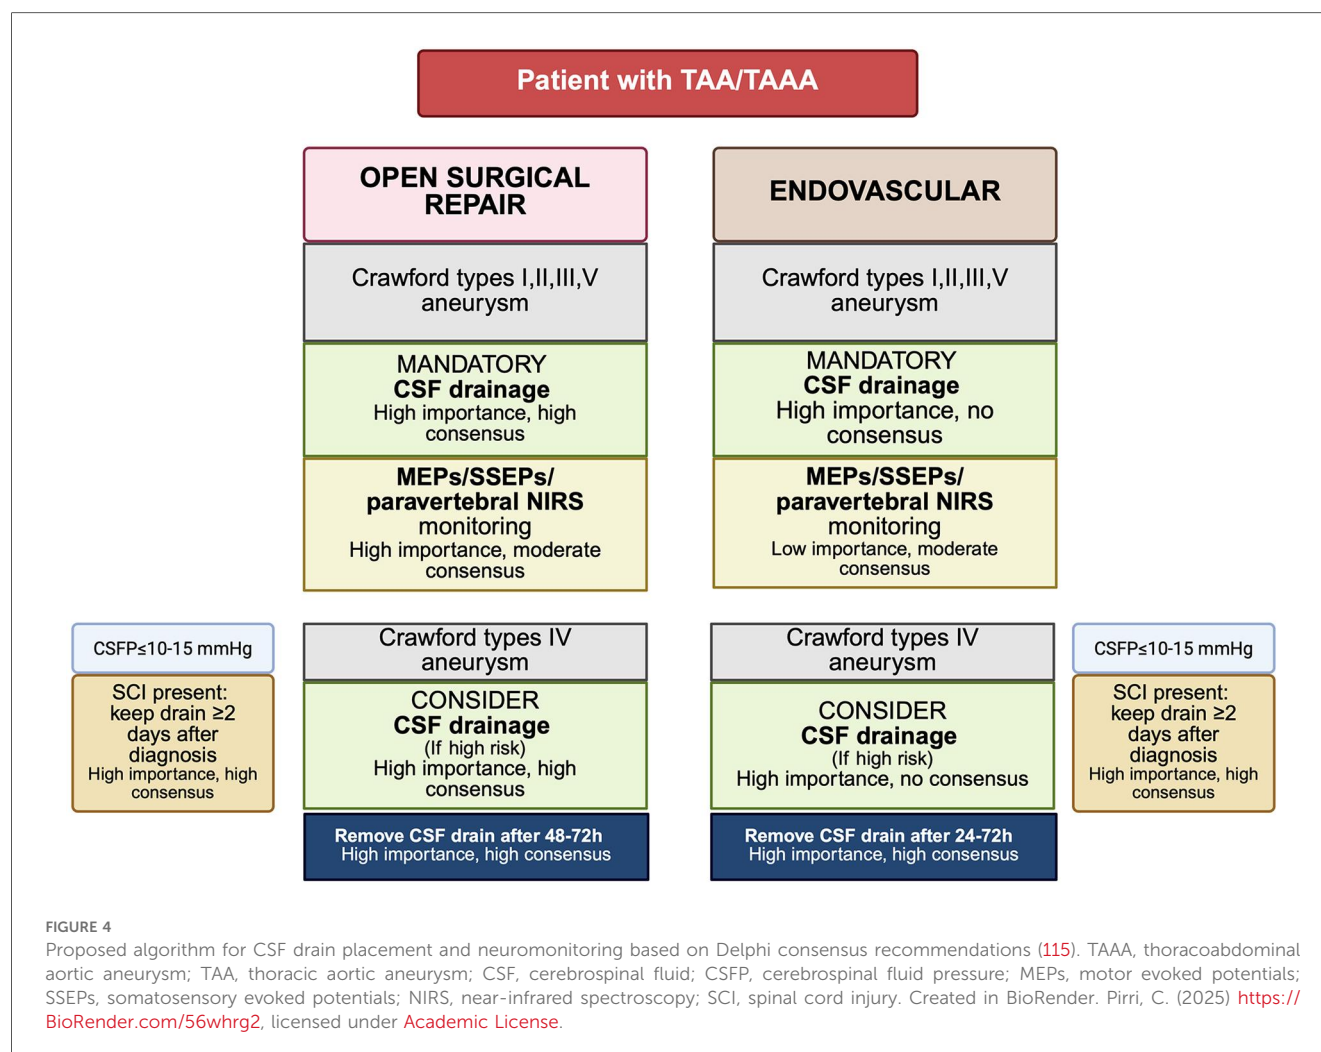 Patient with TAA/TAAA
OPEN SURGICAL
REPAIR
Crawford types I,II,III,V
aneurysm
MANDATORY
CSF drainage
High importance, high
consensus
MEPs/SSEPs/
paravertebral NIRS
monitoring
High importance, moderate
consensus
ENDOVASCULAR
Crawford types I,II,III,V
aneurysm
MANDATORY
CSF drainage
High importance, no
consensus
MEPs/SSEPs/
paravertebral NIRS
monitoring
Low importance, moderate
consensus
CSFP≤10-15 mmHg
SCI present:
keep drain ≥2
days after
diagnosis
High importance, high
consensus
Crawford types IV
aneurysm
CONSIDER
CSF drainage
(If high risk)
High importance, high
consensus
Remove CSF drain after 48-72h
High importance, high consensus
Crawford types IV
aneurysm
CONSIDER
CSF drainage
(If high risk)
High importance, no consensus
Remove CSF drain after 24-72h
High importance, high consensus
CSFP≤10-15 mmHg
SCI present:
keep drain ≥2
days after
diagnosis
High importance, high
consensus
FIGURE 4
Proposed algorithm for CSF drain placement and neuromonitoring based on Delphi consensus recommendations (115). TAAA, thoracoabdominal
aortic aneurysm; TAA, thoracic aortic aneurysm; CSF, cerebrospinal fluid; CSFP, cerebrospinal fluid pressure; MEPs, motor evoked potentials;
SSEPs, somatosensory evoked potentials; NIRS, near-infrared spectroscopy; SCI, spinal cord injury. Created in BioRender. Pirri, C. (2025) https://
BioRender.com/56whrg2, licensed under Academic License.